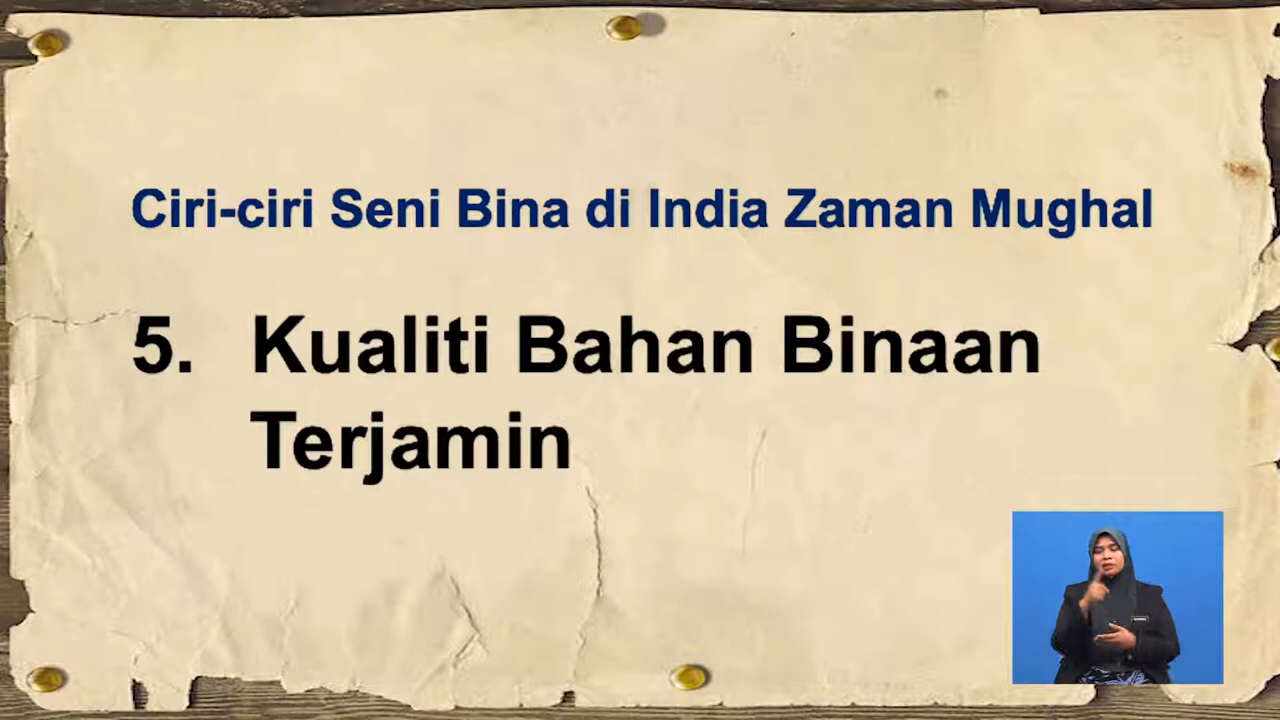 Ciri-ciri Seni Bina di India Zaman Mughal
5. Kualiti Bahan Binaan
Terjamin